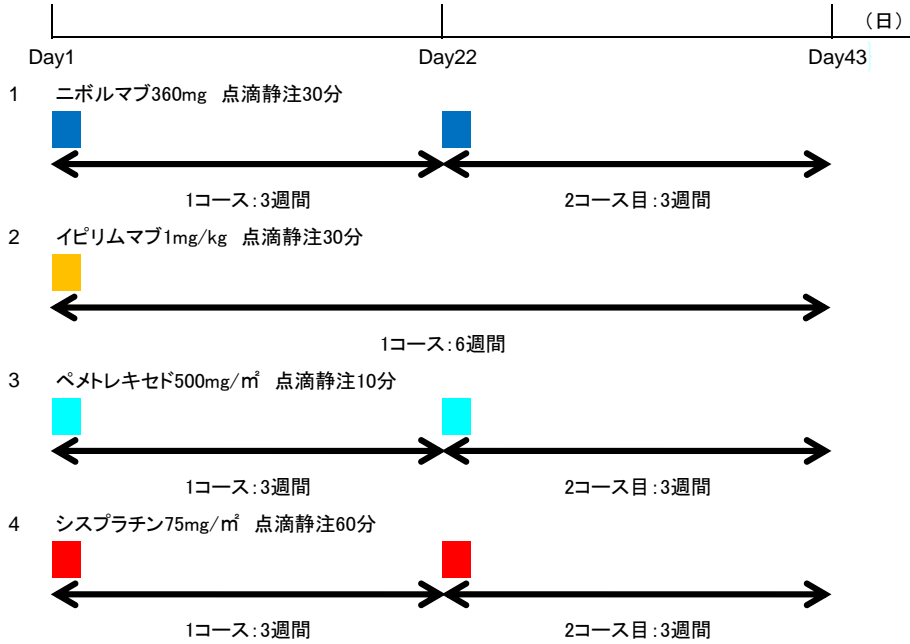 （日）
Day1 Day22 Day43
1 ニボルマブ360mg 点滴静注30分
1コース：3週間 2コース目：3週間
2 イピリムマブ1mg/kg 点滴静注30分
1コース：6週間
3 ペメトレキセド500mg/㎡ 点滴静注10分
1コース：3週間 2コース目：3週間
4 シスプラチン75mg/㎡ 点滴静注60分
1コース：3週間 2コース目：3週間